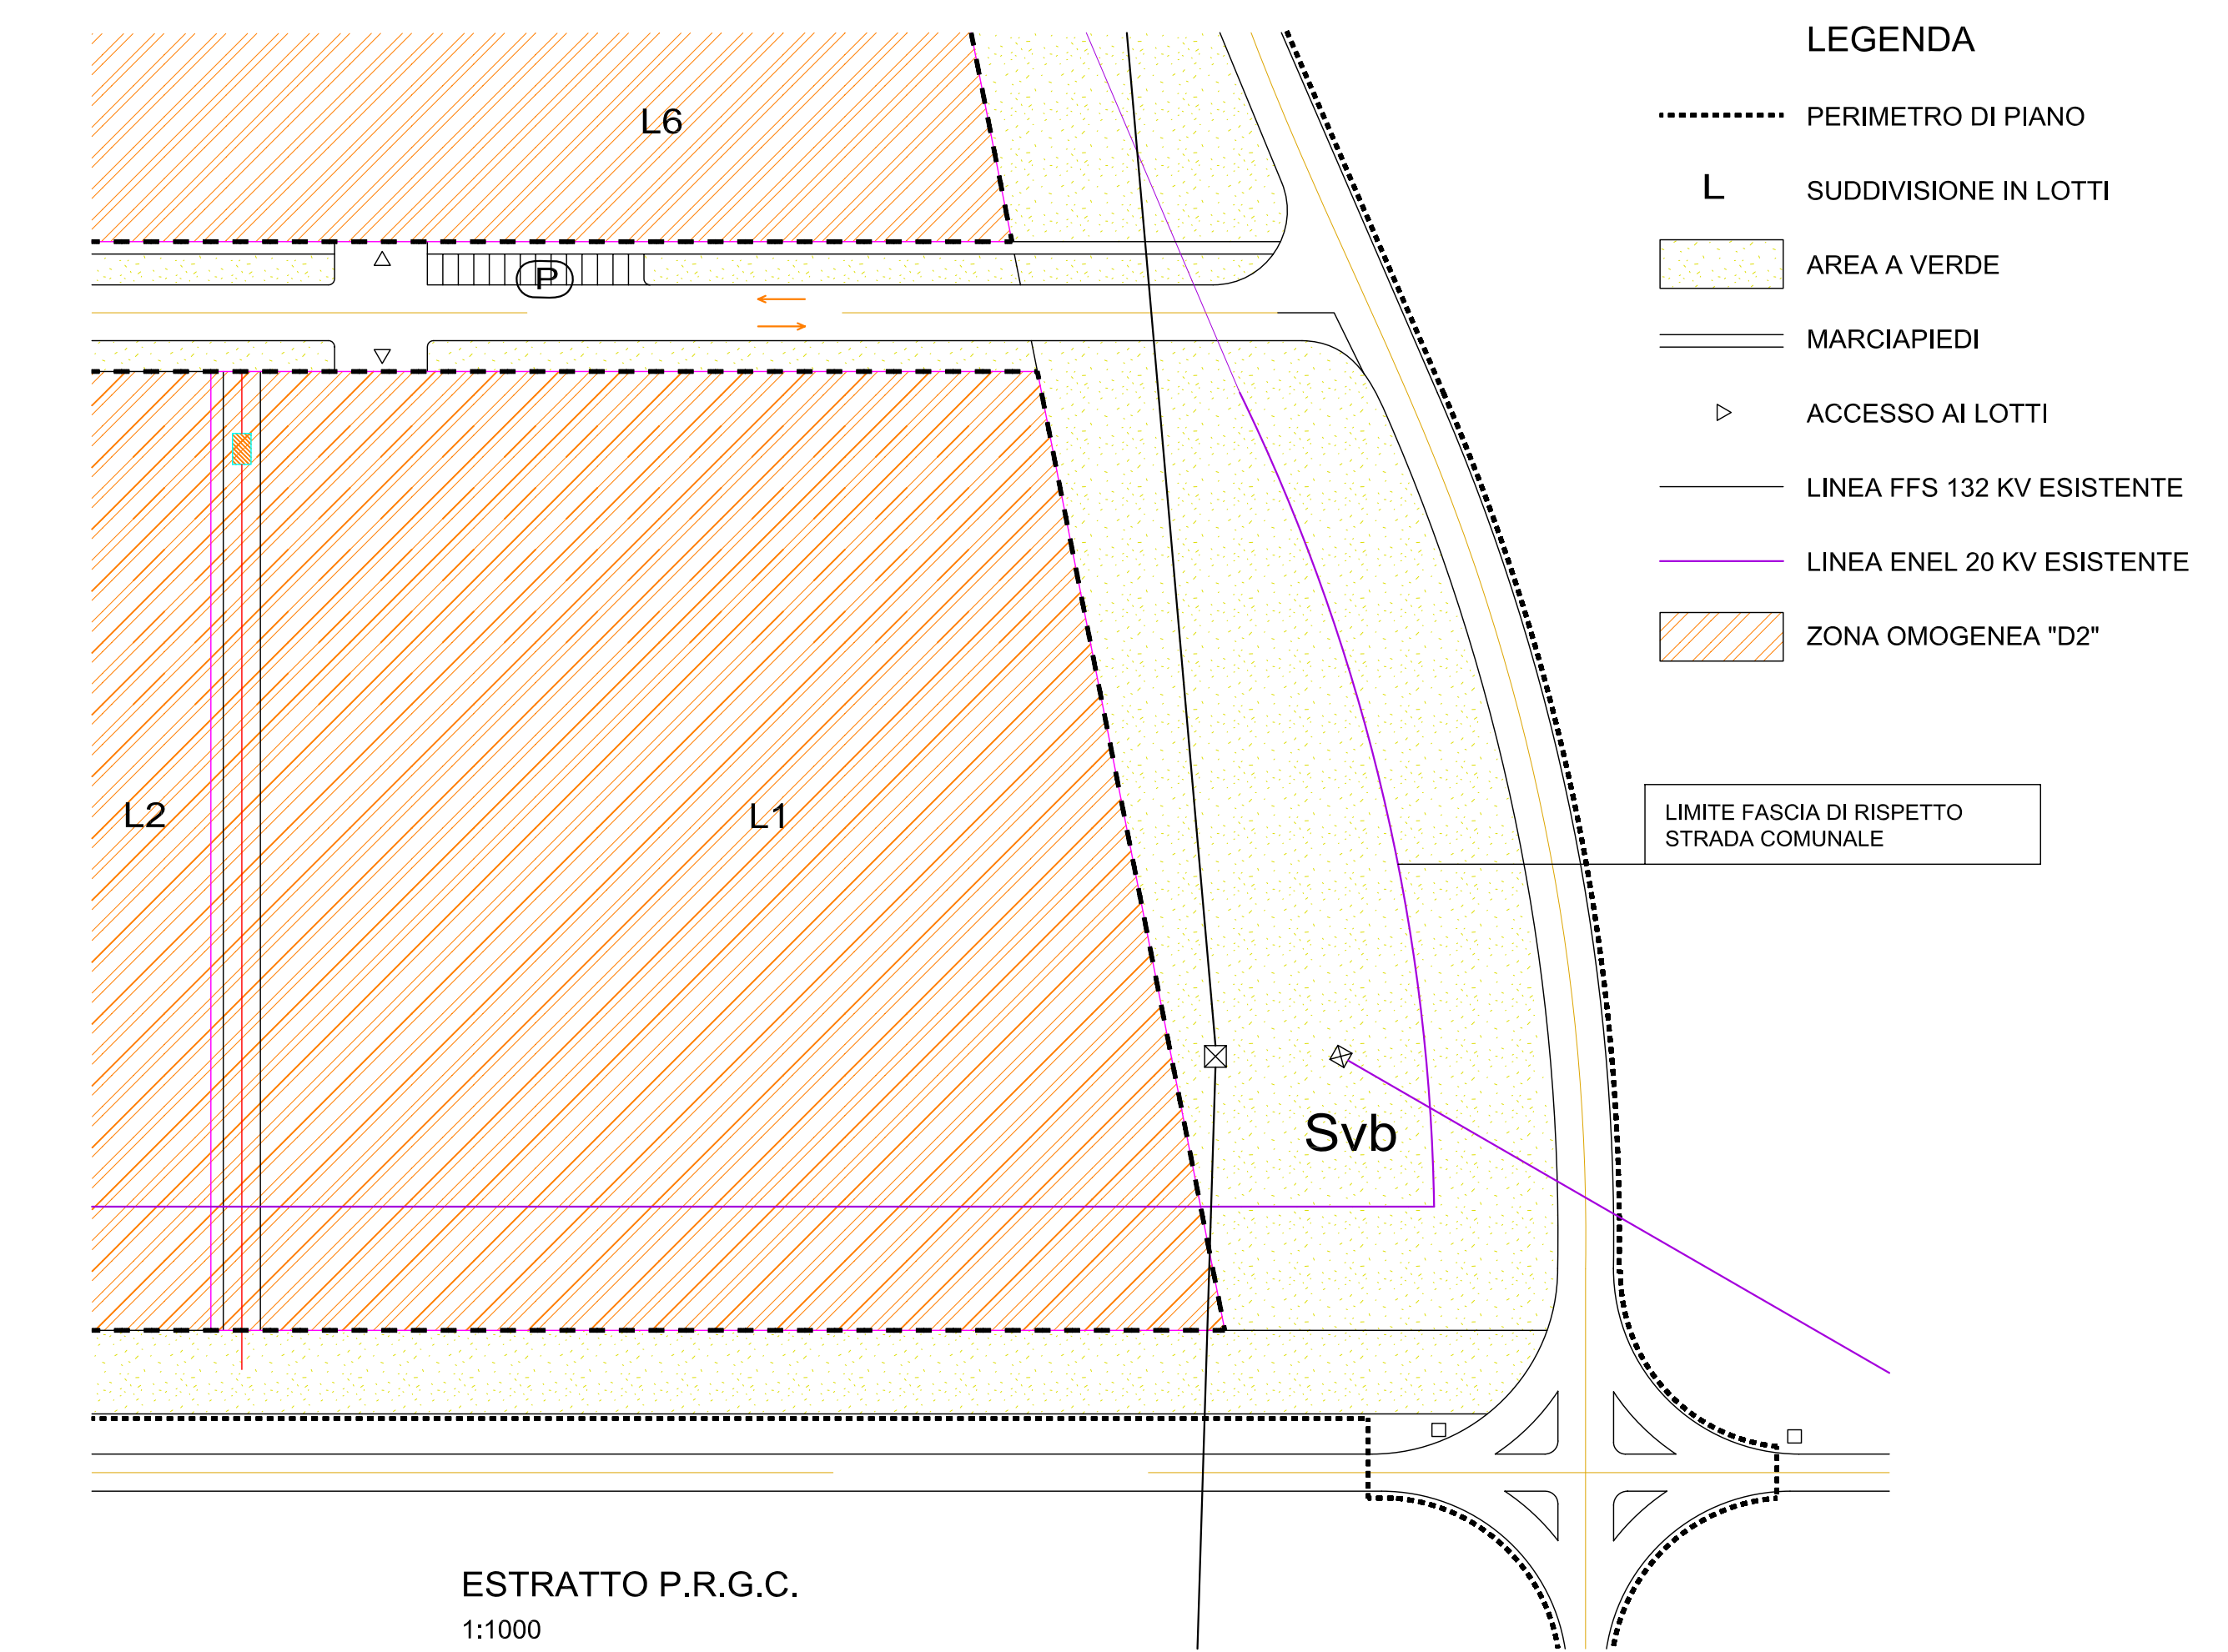 LEGENDA
PERIMETRO DI PIANO
L SUDDIVISIONE IN LOTTI
AREA A VERDE
MARCIAPIEDI
ACCESSO AI LOTTI
LINEA FFS 132 KV ESISTENTE
LINEA ENEL 20 KV ESISTENTE
ZONA OMOGENEA "D2"
L6
P
L2
L1
LIMITE FASCIA DI RISPETTO
STRADA COMUNALE
Svb
ESTRATTO P.R.G.C.
1:1000